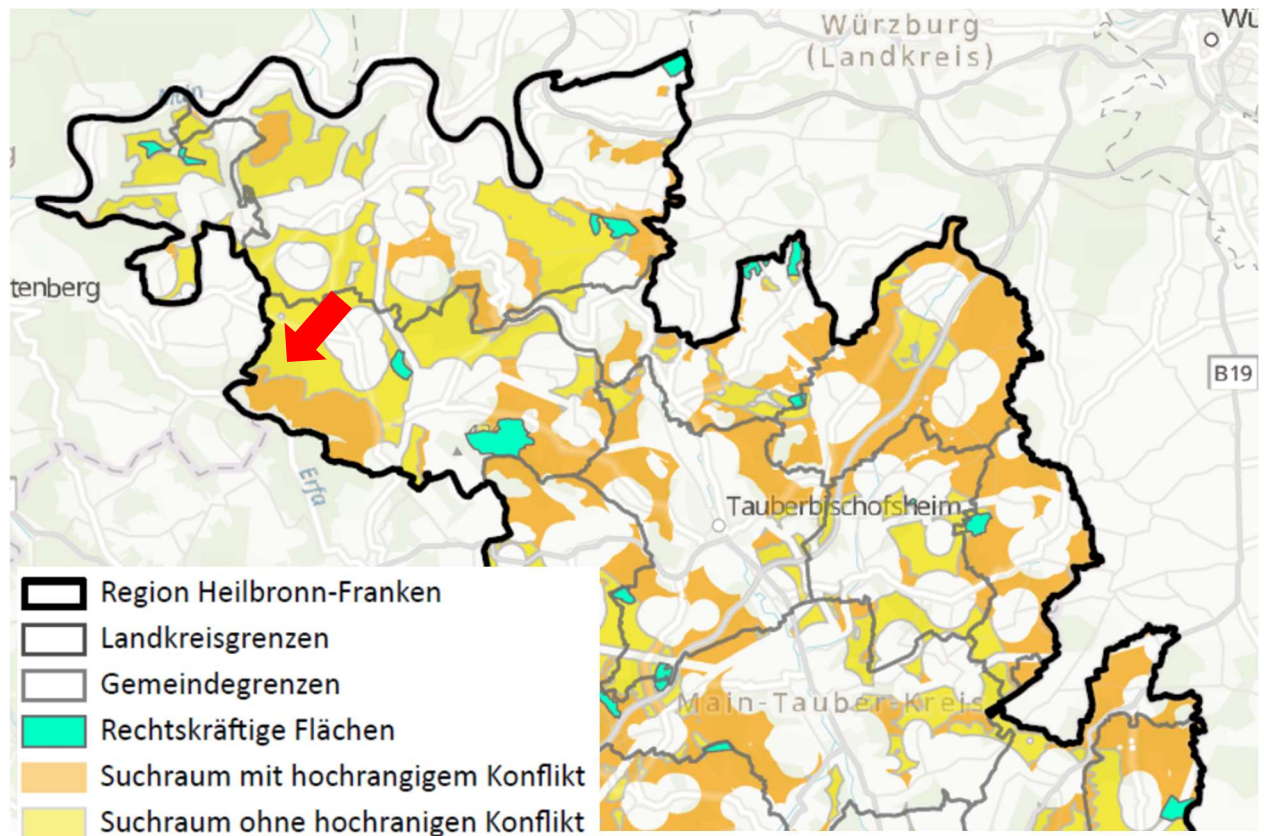 Würzburg
(Landkreis)
Wü
Main
tenberg
B19
Erfa
Tauberbischofsheim
Main-Tauber-Kreis
Region Heilbronn-Franken
Landkreisgrenzen
Gemeindegrenzen
Rechtskräftige Flächen
Suchraum mit hochrangigem Konflikt
Suchraum ohne hochranigen Konflikt